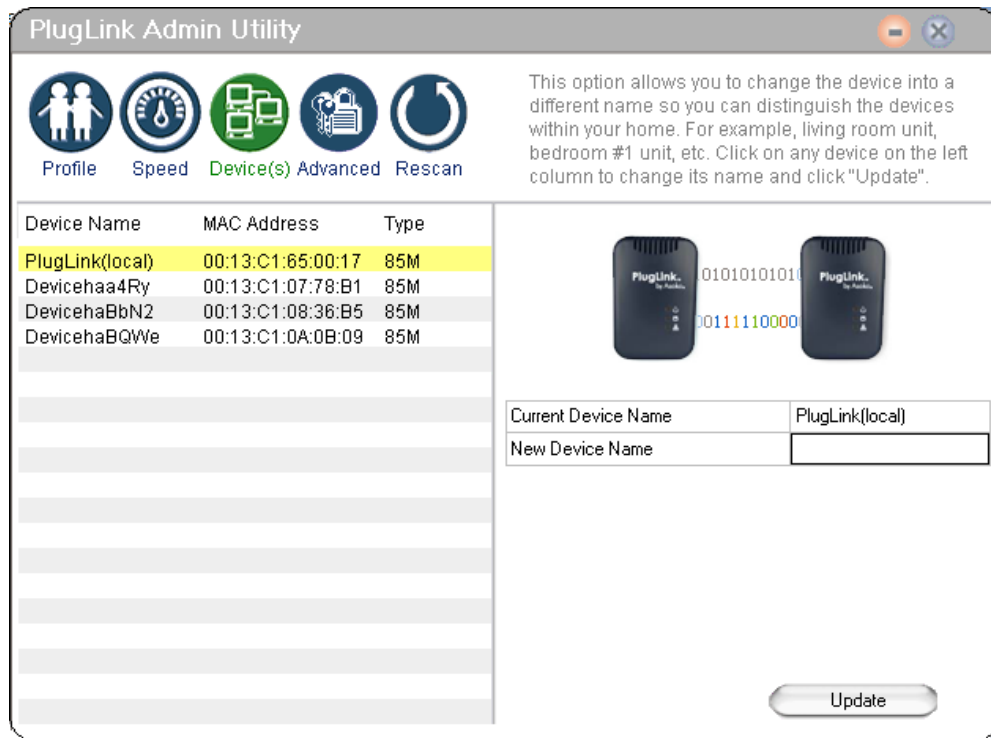 PlugLink Admin Utility
Profile Speed Device(s) Advanced Rescan
This option allows you to change the device into a
different name so you can distinguish the devices
within your home. For example, living room unit,
bedroom #1 unit, etc. Click on any device on the left
column to change its name and click "Update".
Device Name MAC Address Type
PlugLink(local) 00:13:C1:65:00:17 85M
Devicehaa4Ry 00:13:C1:07:78:B1 85M
DevicehaBbN2 00:13:C1:08:36:B5 85M
DevicehaBQWe 00:13:C1:0A:0B:09 85M
PlugLink
PlugLink
Current Device Name PlugLink(local)
New Device Name
Update